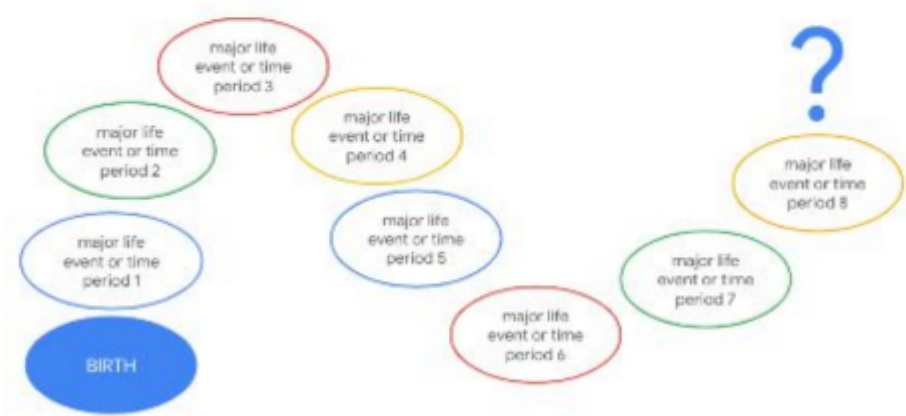 BIRTH
major life
event or time
period 1
major life
event or time
period 2
major life
event or time
period 3
major life
event or time
period 4
major life
event or time
period 5
major life
event or time
period 6
major life
event or time
period 7
major life
event or time
period 8
?